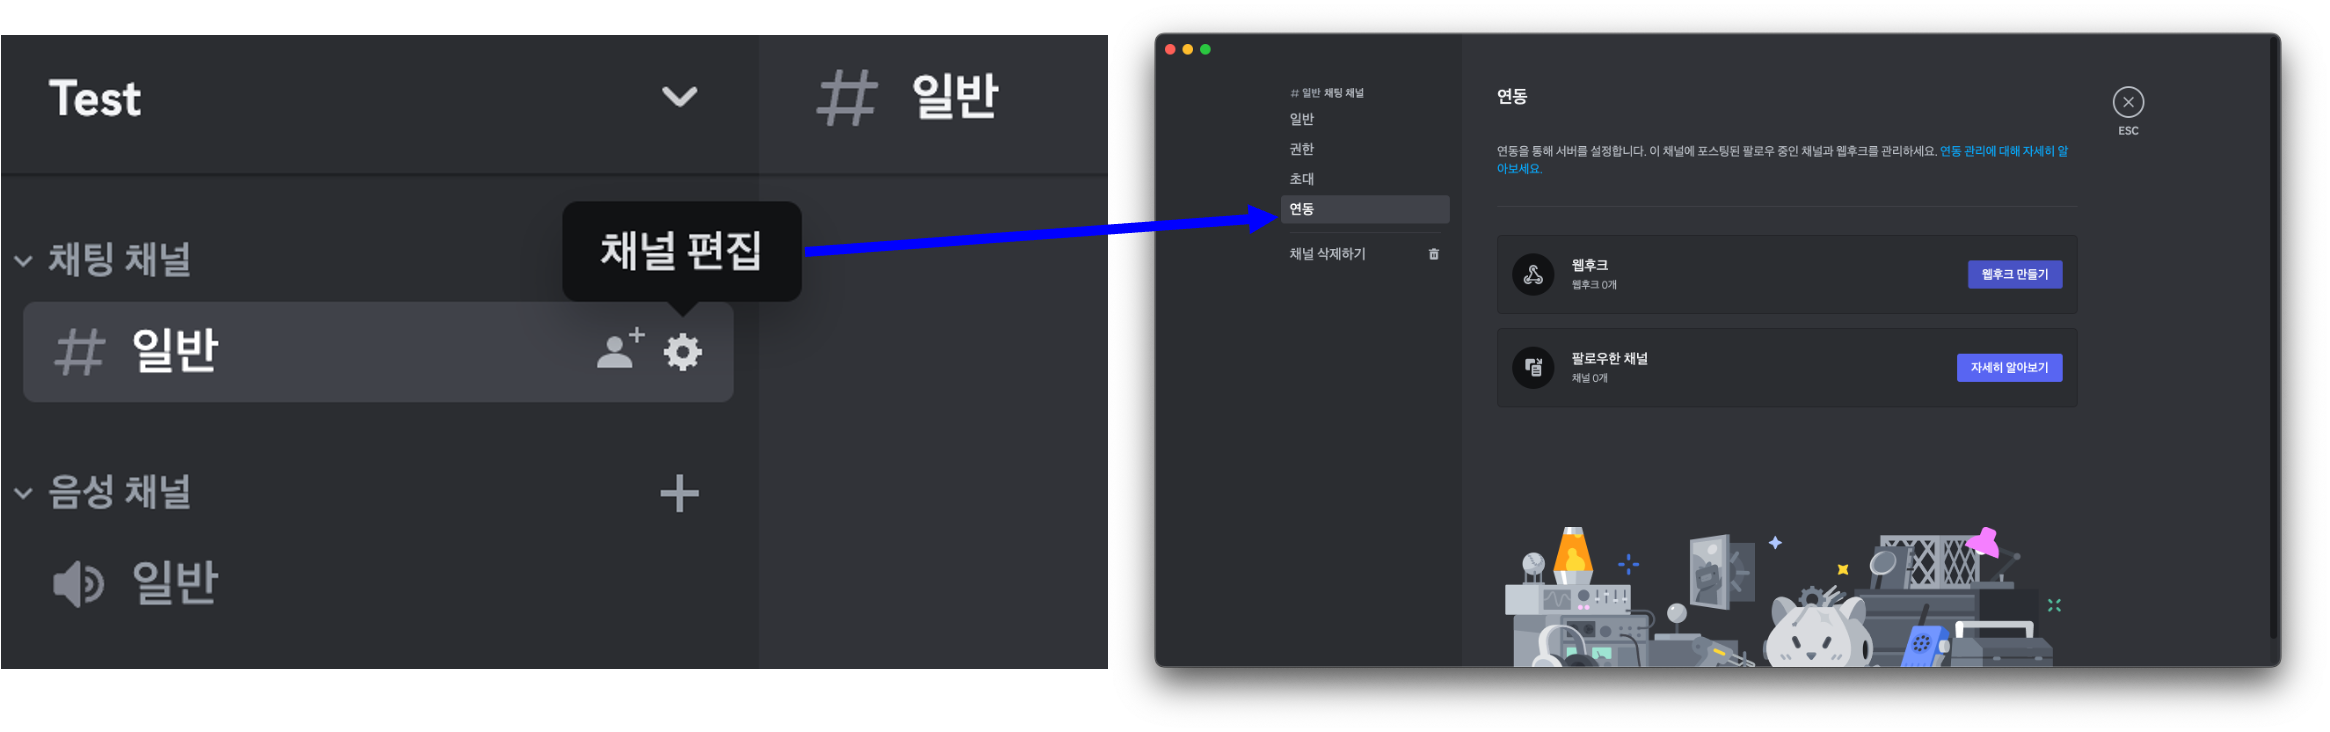 Test
# 일반
채팅 채널
채널 편집
# 일반
음성 채널
일반
# 일반 채팅 채널
일반
권한
초대
연동
채널 삭제하기
연동
ESC
연동을 통해 서버를 설정합니다. 이 채널에 포스팅된 팔로우 중인 채널과 웹후크를 관리하세요. 연동 관리에 대해 자세히 알
아보세요.
웹후크
웹후크 0개
웹후크 만들기
팔로우한 채널
채널 0개
자세히 알아보기